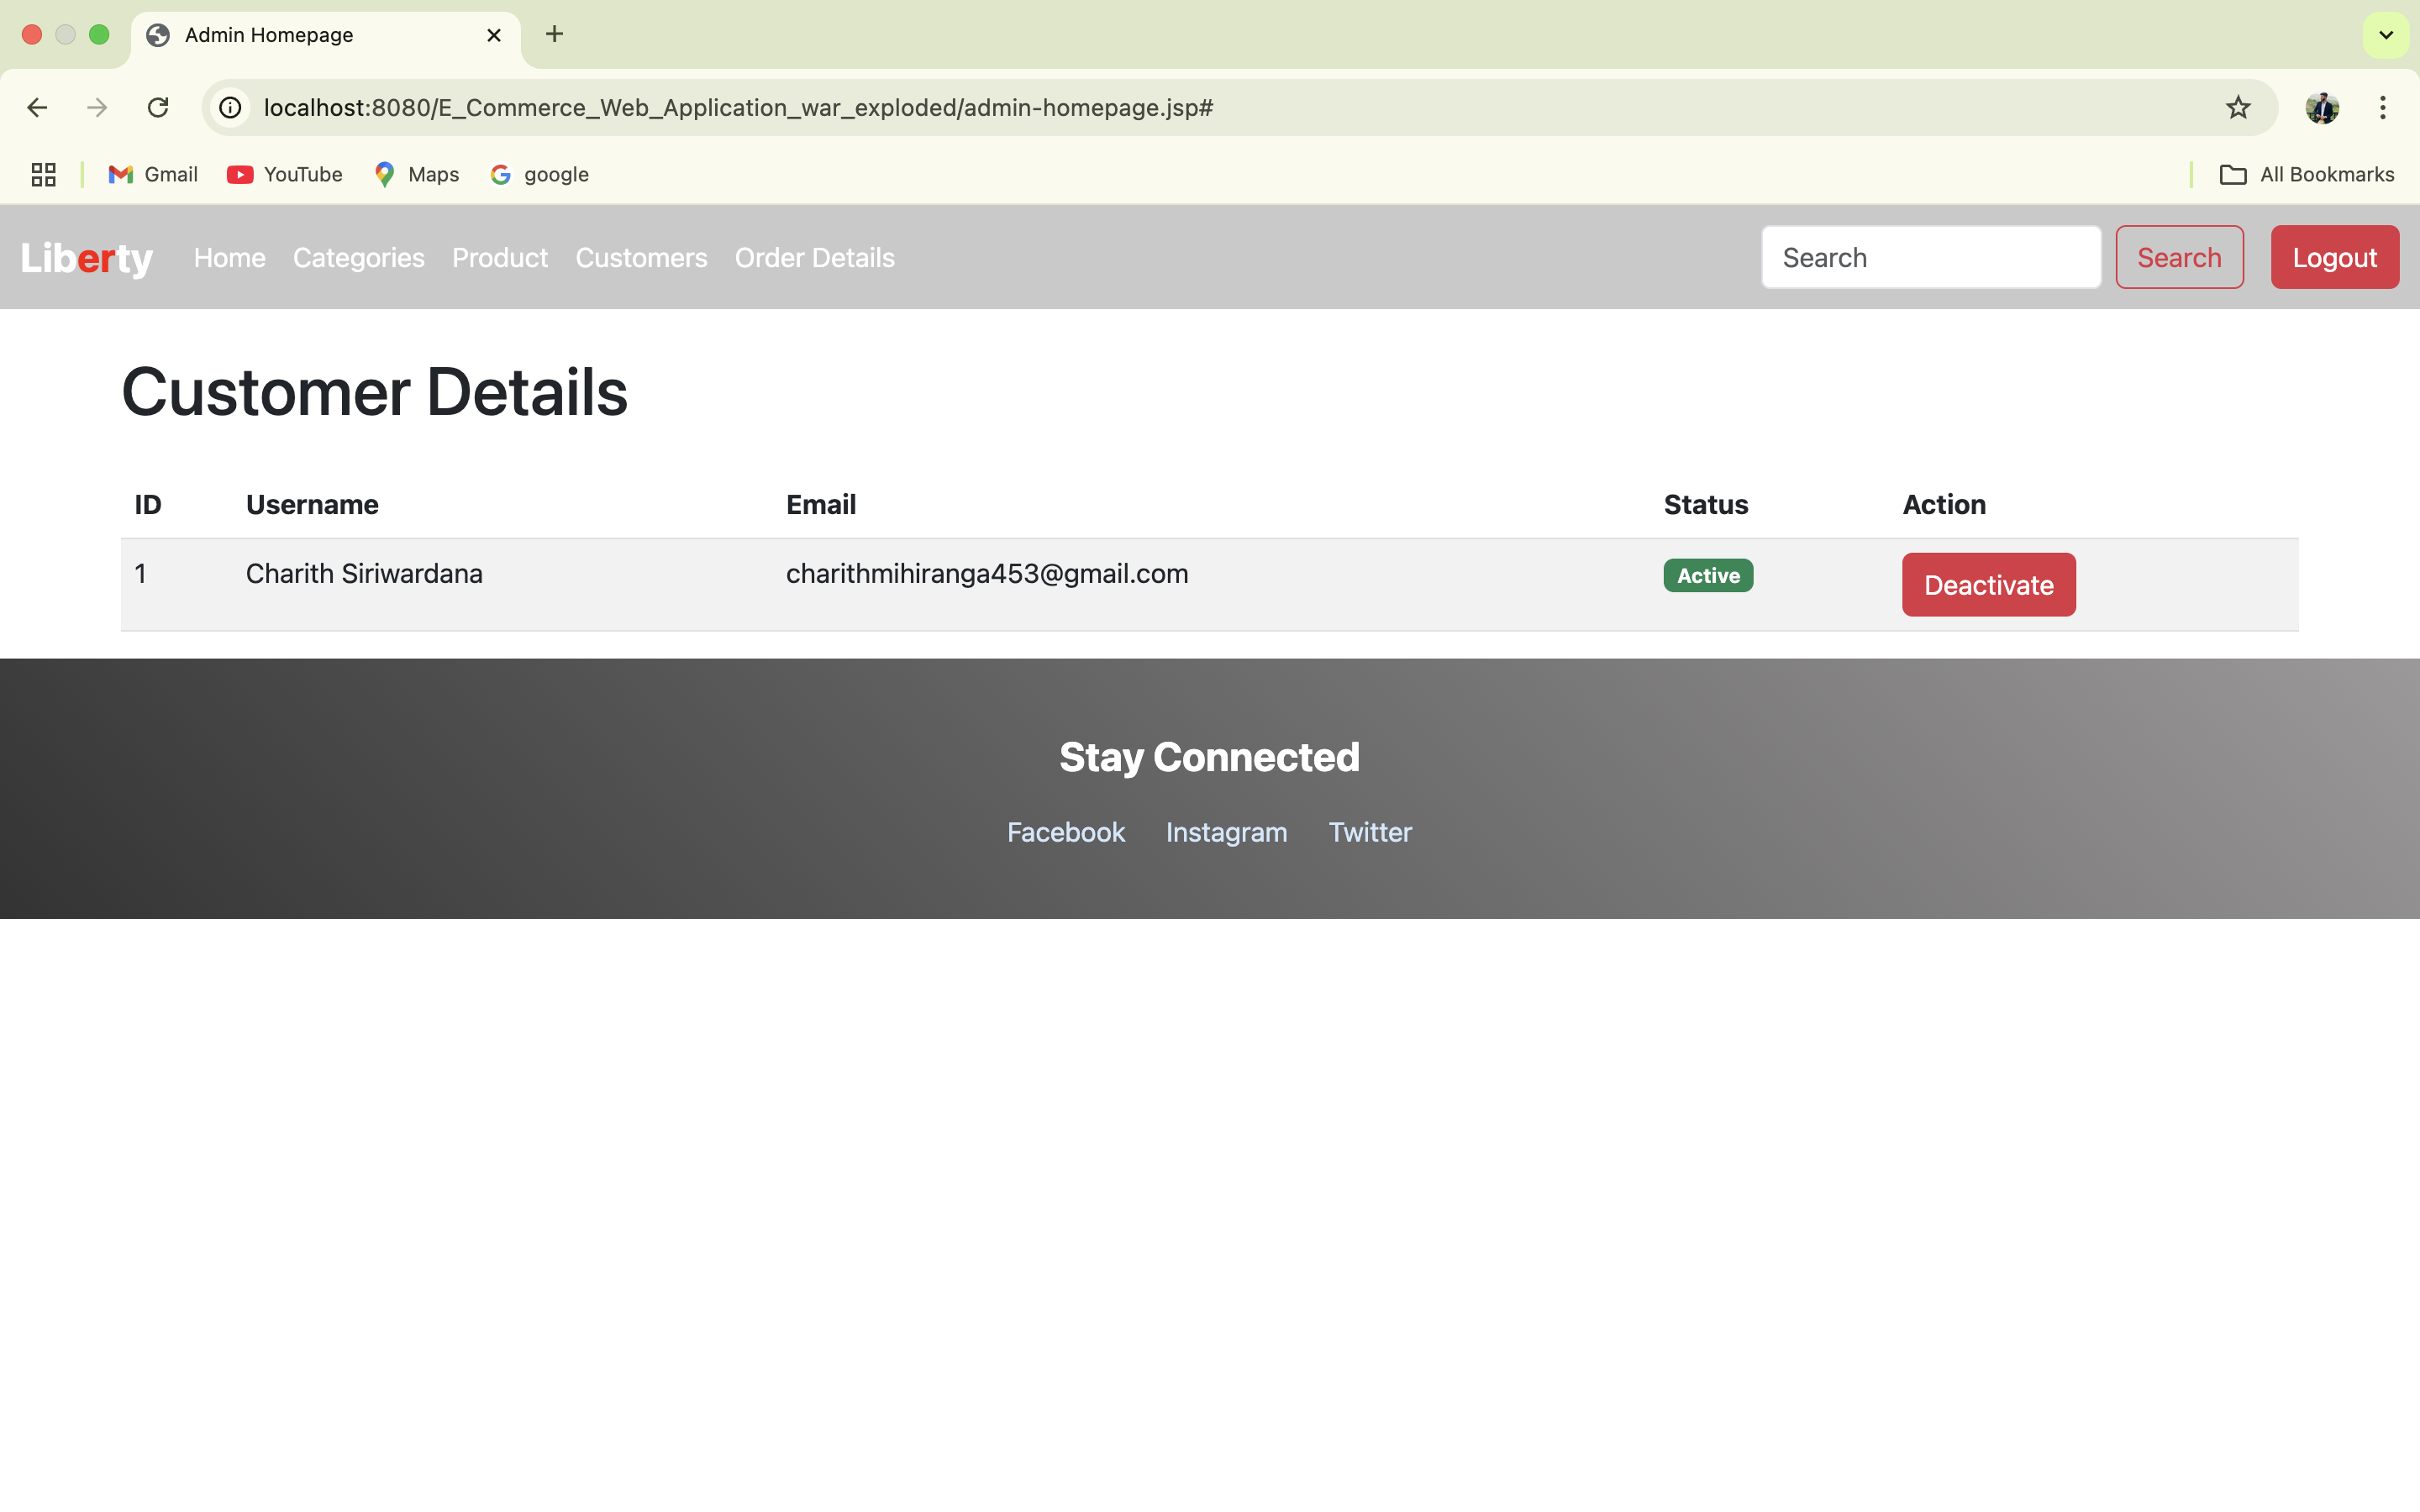 Admin Homepage
localhost:8080/E_Commerce_Web_Application_war_exploded/admin-homepage.jsp#
Gmail YouTube Maps google All Bookmarks
Liberty Home Categories Product Customers Order Details Search Search Logout
Customer Details
ID Username Email Status Action
1 Charith Siriwardana charithmihiranga453@gmail.com Active Deactivate
Stay Connected
Facebook Instagram Twitter